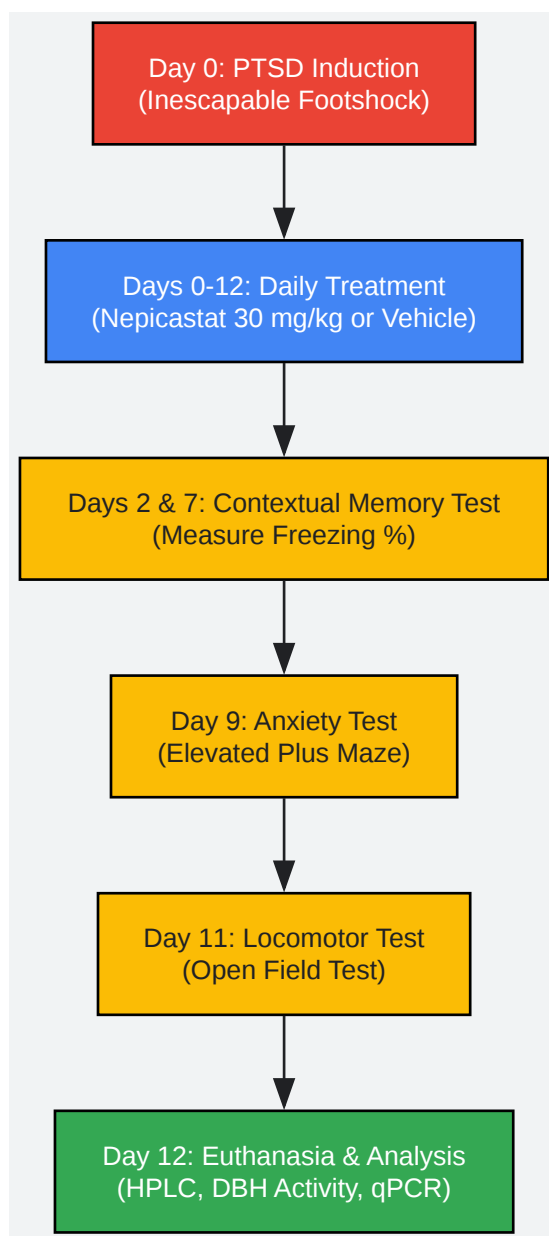 Day 0: PTSD Induction
(Inescapable Footshock)
Days 0-12: Daily Treatment
(Nepicastat 30 mg/kg or Vehicle)
Days 2 & 7: Contextual Memory Test
(Measure Freezing %)
Day 9: Anxiety Test
(Elevated Plus Maze)
Day 11: Locomotor Test
(Open Field Test)
Day 12: Euthanasia & Analysis
(HPLC, DBH Activity, qPCR)